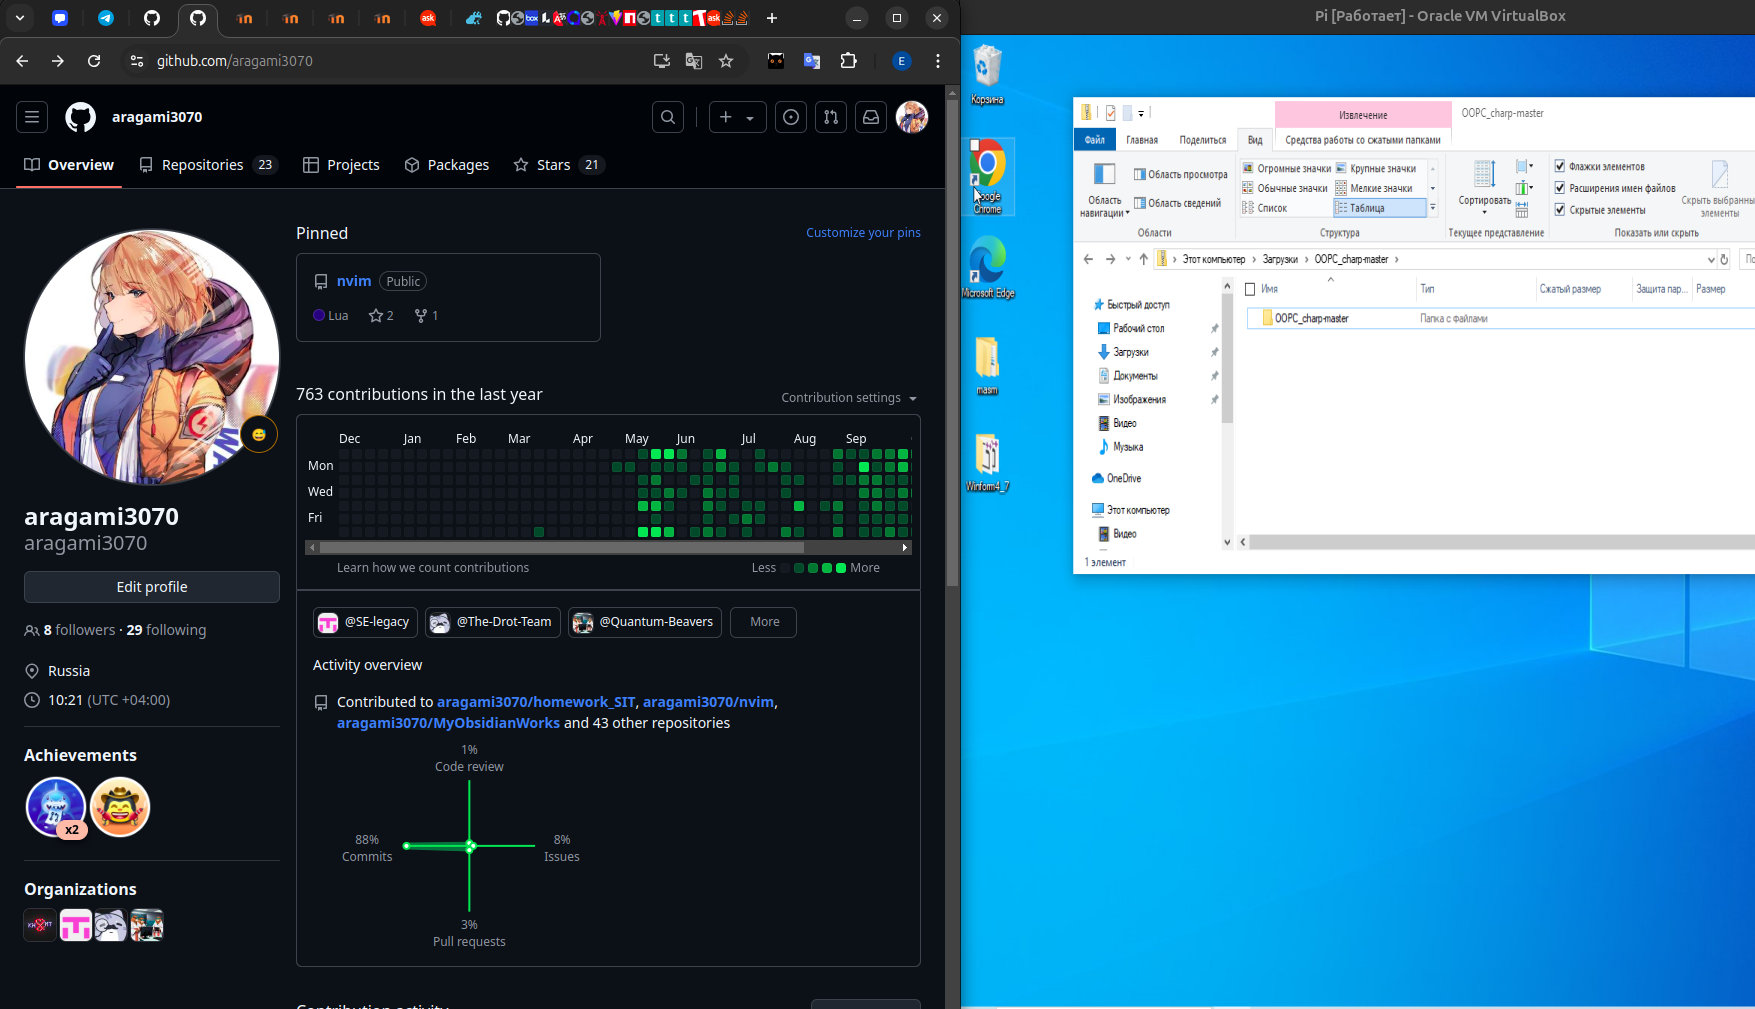 github.com/aragami3070
E
aragami3070
Overview
Repositories 23
Projects
Packages
Stars 21
Pinned
Customize your pins
nvim Public
Lua 2 1
763 contributions in the last year
Contribution settings
Dec Jan Feb Mar Apr May Jun Jul Aug Sep
Mon
Wed
Fri
Learn how we count contributions
Less More
@SE-legacy @The-Drot-Team @Quantum-Beavers More
Activity overview
Contributed to aragami3070/homework_SIT, aragami3070/nvim,
aragami3070/MyObsidianWorks and 43 other repositories
1%
Code review
88%
Commits
8%
Issues
3%
Pull requests
aragami3070
aragami3070
Edit profile
8 followers · 29 following
Russia
10:21 (UTC +04:00)
Achievements
x2
Organizations
Pi [Работает] - Oracle VM VirtualBox
Корзина
Google
Chrome
Microsoft Edge
masm
Winform4_7
Извлечение
OOPC_charp-master
Файл Главная Поделиться Вид Средства работы со сжатыми папками
Область
навигации
Область просмотра
Область сведений
Области
Огромные значки Крупные значки
Обычные значки Мелкие значки
Список Таблица
Структура
Сортировать
Текущее представление
Флажки элементов
Расширения имен файлов
Скрытые элементы
Скрыть выбранны
элементы
Показать или скрыть
Этот компьютер Загрузки OOPC_charp-master
По
Имя Тип Сжатый размер Защита пар... Размер
OOPC_charp-master Папка с файлами
Быстрый доступ
Рабочий стол
Загрузки
Документы
Изображения
Видео
Музыка
OneDrive
Этот компьютер
Видео
1 элемент